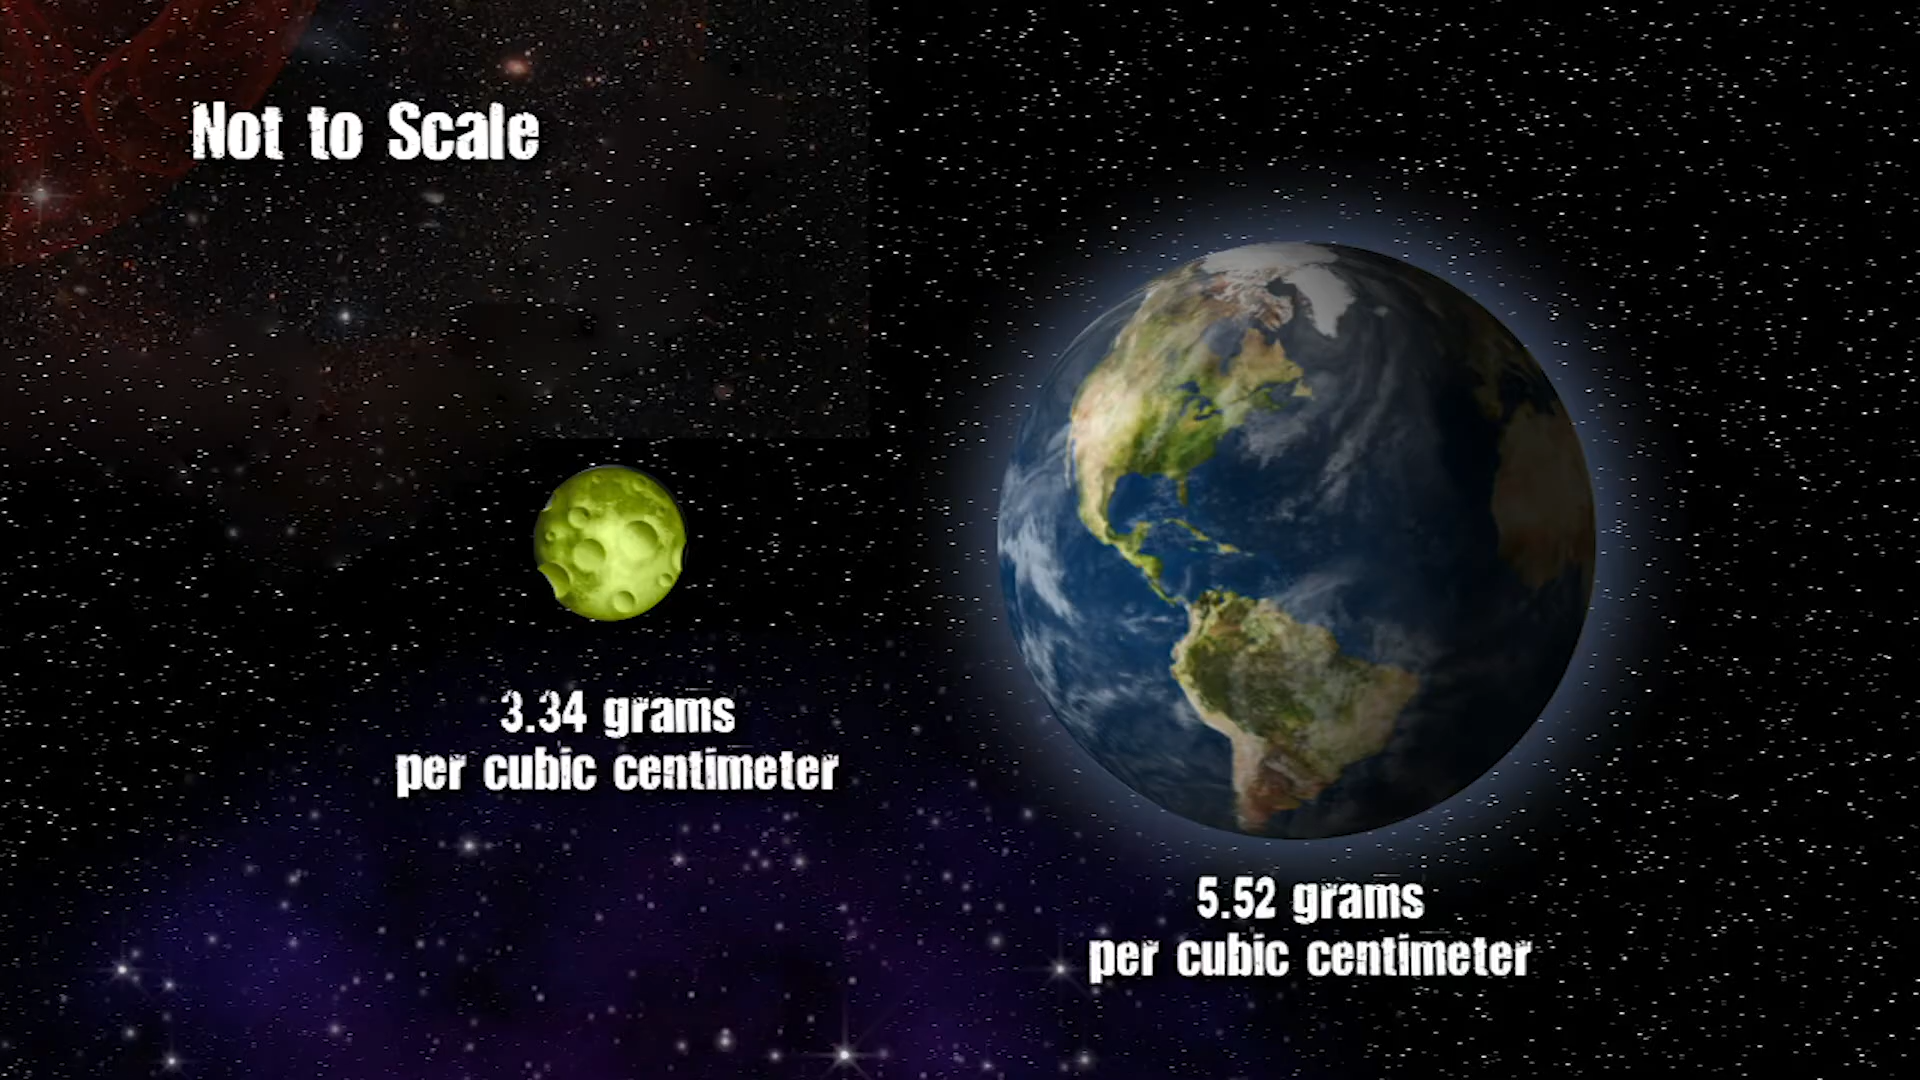 Not to Scale
3.34 grams
per cubic centimeter
5.52 grams
per cubic centimeter